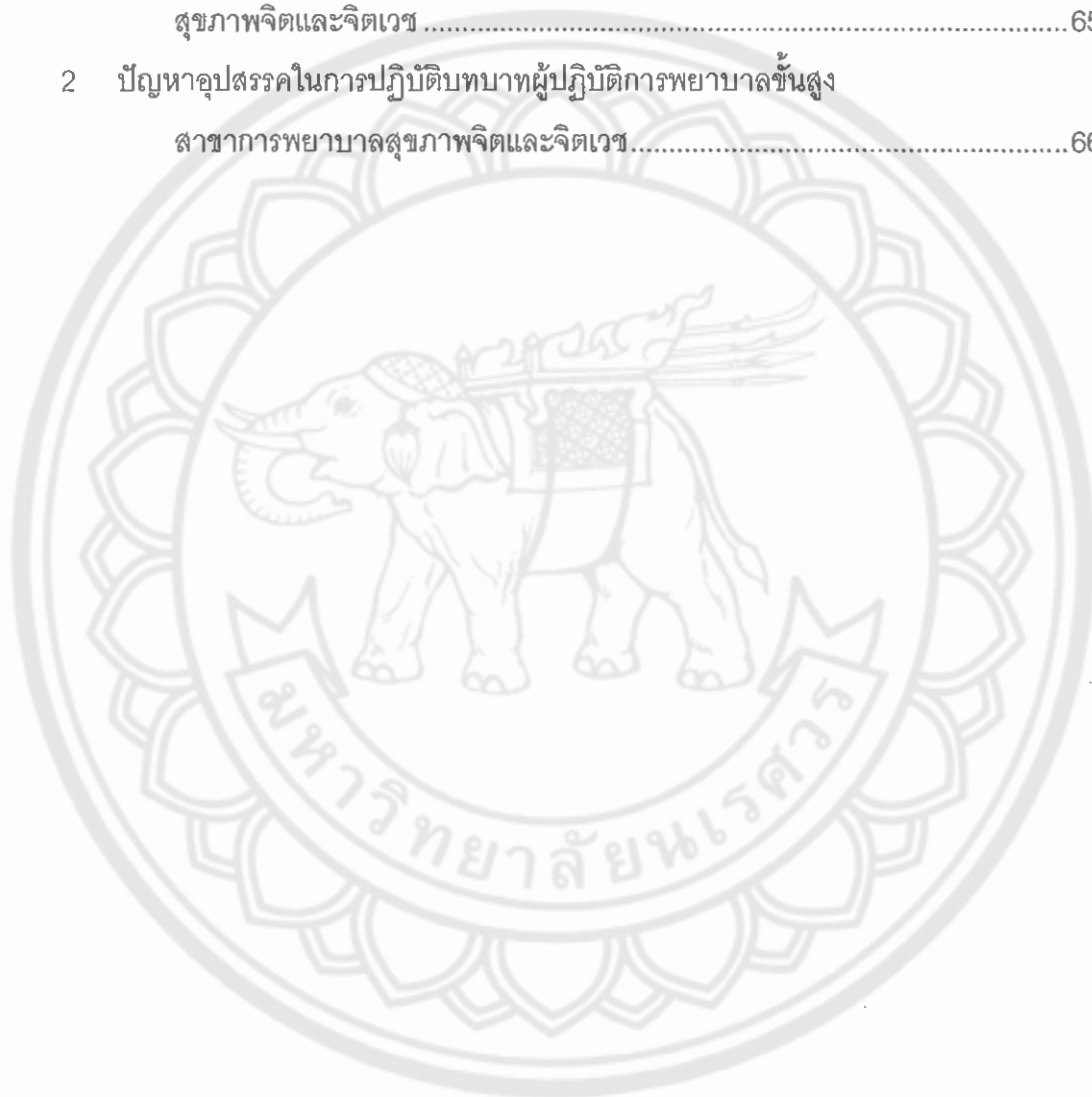 สุขภาพจิตและจิตเวช ........................................................................................ 65
2 ปัญหาอุปสรรคในการปฏิบัติบทบาทผู้ปฏิบัติการพยาบาลขั้นสูง
สาขาการพยาบาลสุขภาพจิตและจิตเวช ............................................................ 66
มหาวิทยาลัยนเรศวร